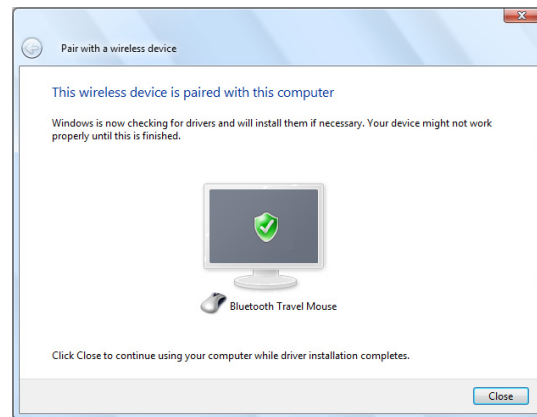 Pair with a wireless device
This wireless device is paired with this computer
Windows is now checking for drivers and will install them if necessary. Your device might not work
properly until this is finished.
Bluetooth Travel Mouse
Click Close to continue using your computer while driver installation completes.
Close